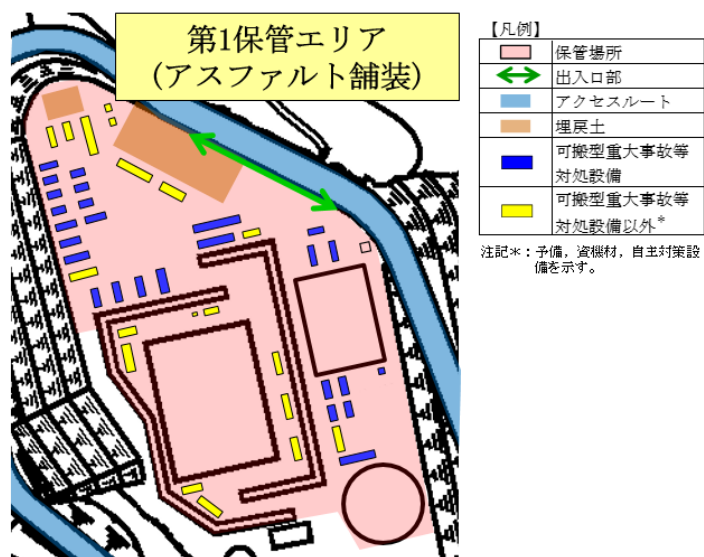 第1保管エリア
(アスファルト舗装)
【凡例】
保管場所
出入口部
アクセスルート
埋戻土
可搬型重大事故等
対処設備
可搬型重大事故等
対処設備以外*
注記*:予備,資機材,自主対策設
備を示す。